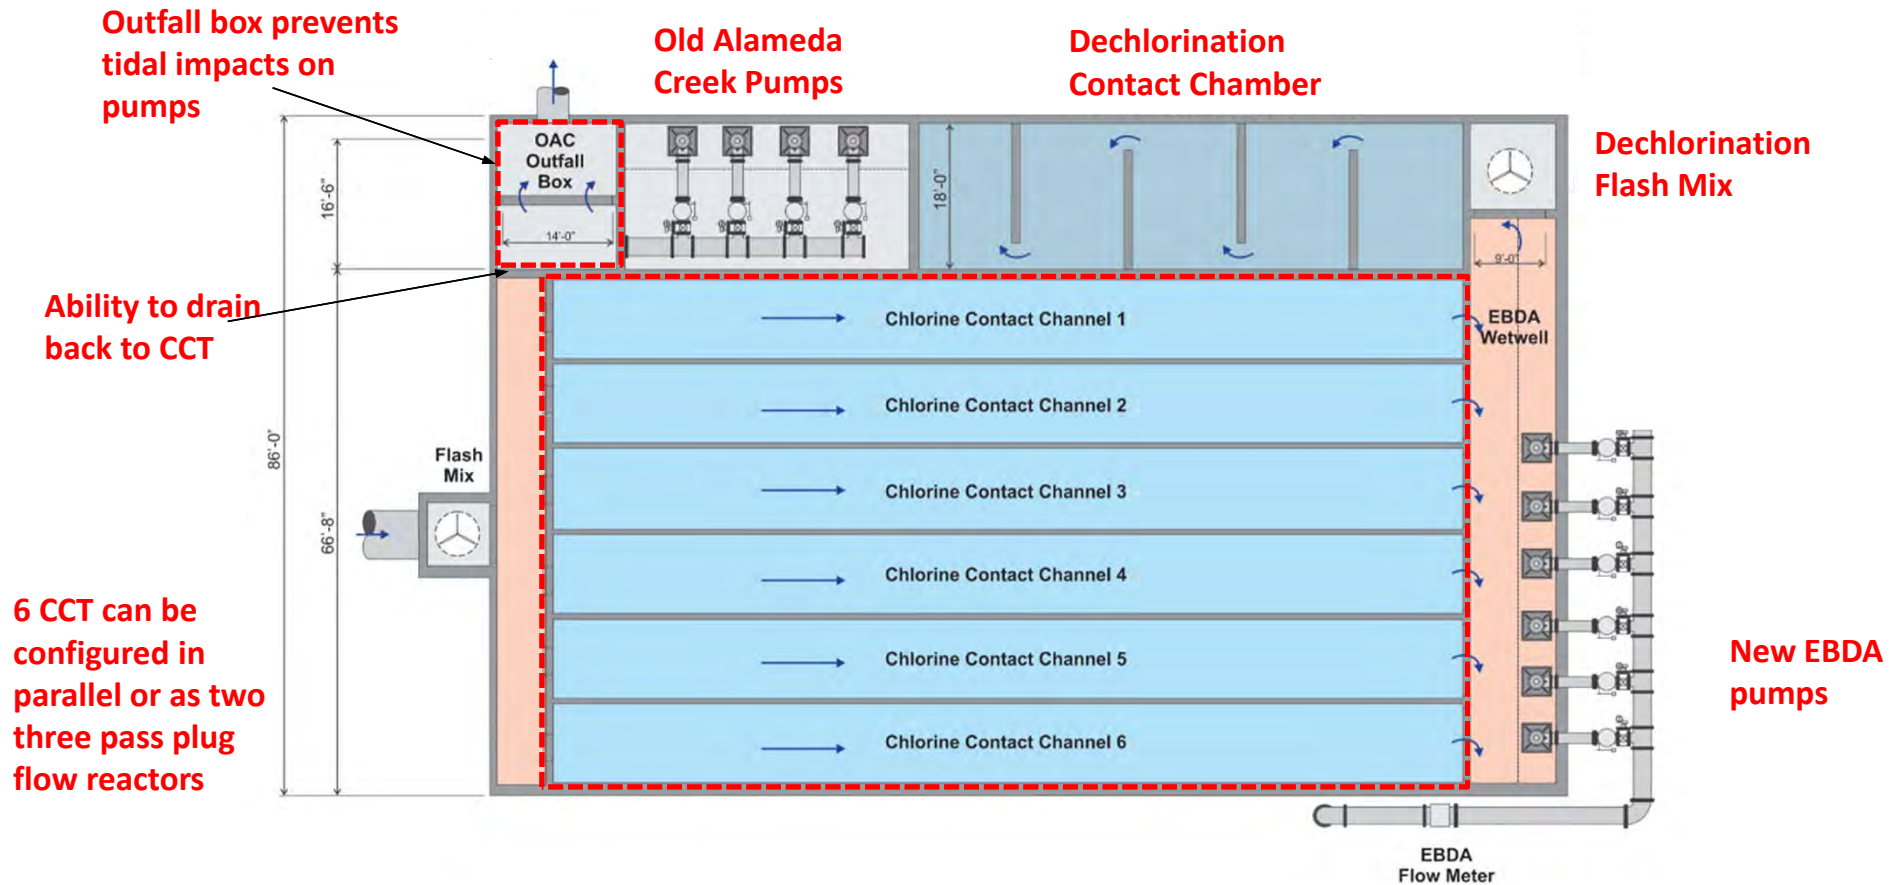 Outfall box prevents
tidal impacts on
pumps
Old Alameda
Creek Pumps
Dechlorination
Contact Chamber
Dechlorination
Flash Mix
OAC
Outfall
Box
16'-6"
14'-0"
18'-0"
9'-0"
Ability to drain
back to CCT
86'-0"
66'-8"
Flash
Mix
Chlorine Contact Channel 1
Chlorine Contact Channel 2
Chlorine Contact Channel 3
Chlorine Contact Channel 4
Chlorine Contact Channel 5
Chlorine Contact Channel 6
EBDA
Wetwell
6 CCT can be
configured in
parallel or as two
three pass plug
flow reactors
New EBDA
pumps
EBDA
Flow Meter